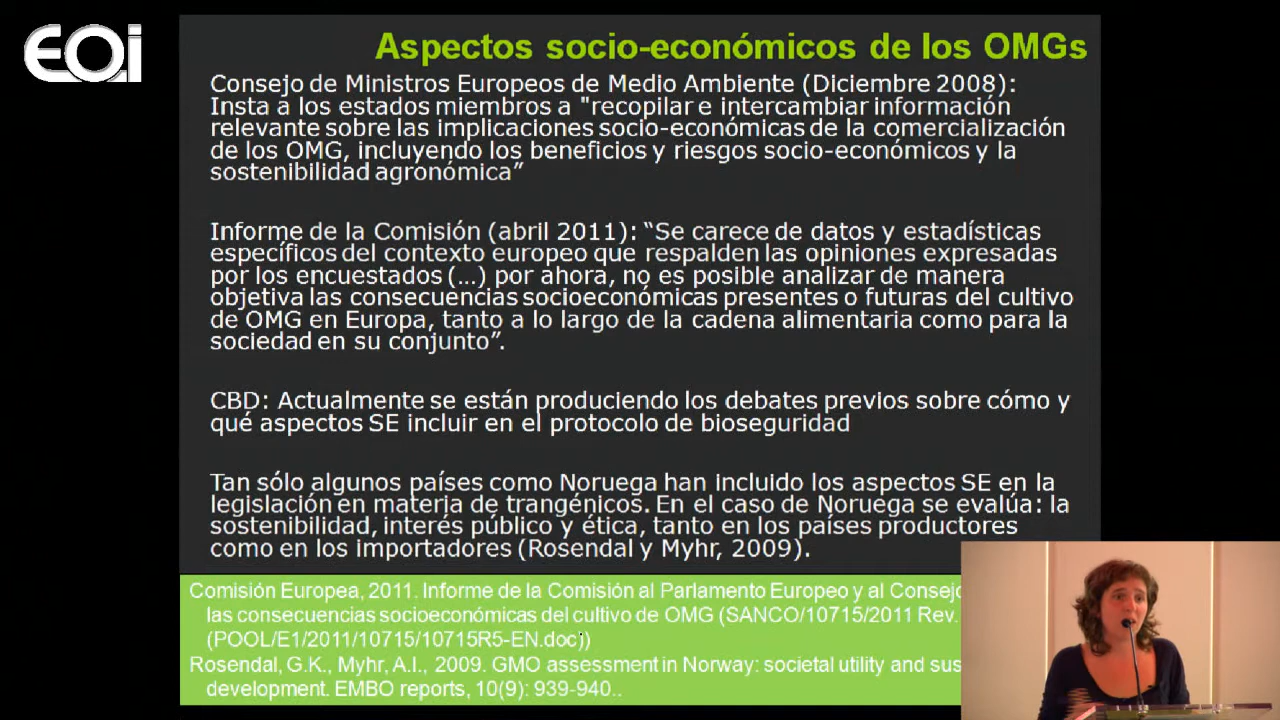 EOi
Aspectos socio-económicos de los OMGs
Consejo de Ministros Europeos de Medio Ambiente (Diciembre 2008):
Insta a los estados miembros a "recopilar e intercambiar información
relevante sobre las implicaciones socio-económicas de la comercialización
de los OMG, incluyendo los beneficios y riesgos socio-económicos y la
sostenibilidad agronómica”
Informe de la Comisión (abril 2011): “Se carece de datos y estadísticas
específicos del contexto europeo que respalden las opiniones expresadas
por los encuestados (...) por ahora, no es posible analizar de manera
objetiva las consecuencias socioeconómicas presentes o futuras del cultivo
de OMG en Europa, tanto a lo largo de la cadena alimentaria como para la
sociedad en su conjunto”.
CBD: Actualmente se están produciendo los debates previos sobre cómo y
qué aspectos SE incluir en el protocolo de bioseguridad
Tan sólo algunos países como Noruega han incluido los aspectos SE en la
legislación en materia de trangénicos. En el caso de Noruega se evalúa: la
sostenibilidad, interés público y ética, tanto en los países productores
como en los importadores (Rosendal y Myhr, 2009).
Comisión Europea, 2011. Informe de la Comisión al Parlamento Europeo y al Consejo
las consecuencias socioeconómicas del cultivo de OMG (SANCO/10715/2011 Rev.
(POOL/E1/2011/10715/10715R5-EN.doc))
Rosendal, G.K., Myhr, A.I., 2009. GMO assessment in Norway: societal utility and sus
development. EMBO reports, 10(9): 939-940..